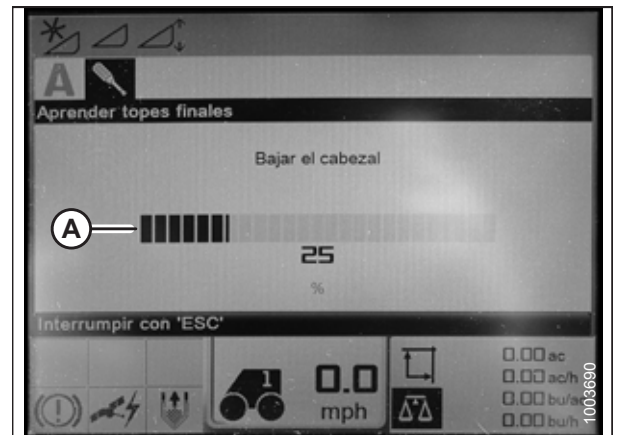 A
Aprender topes finales
Bajar el cabezal
A
25
%
Interrumpir con 'ESC'
1
0.0
mph
0.00 ac
0.00 ac/h
0.00 bu/ac
0.00 bu/h
1003690